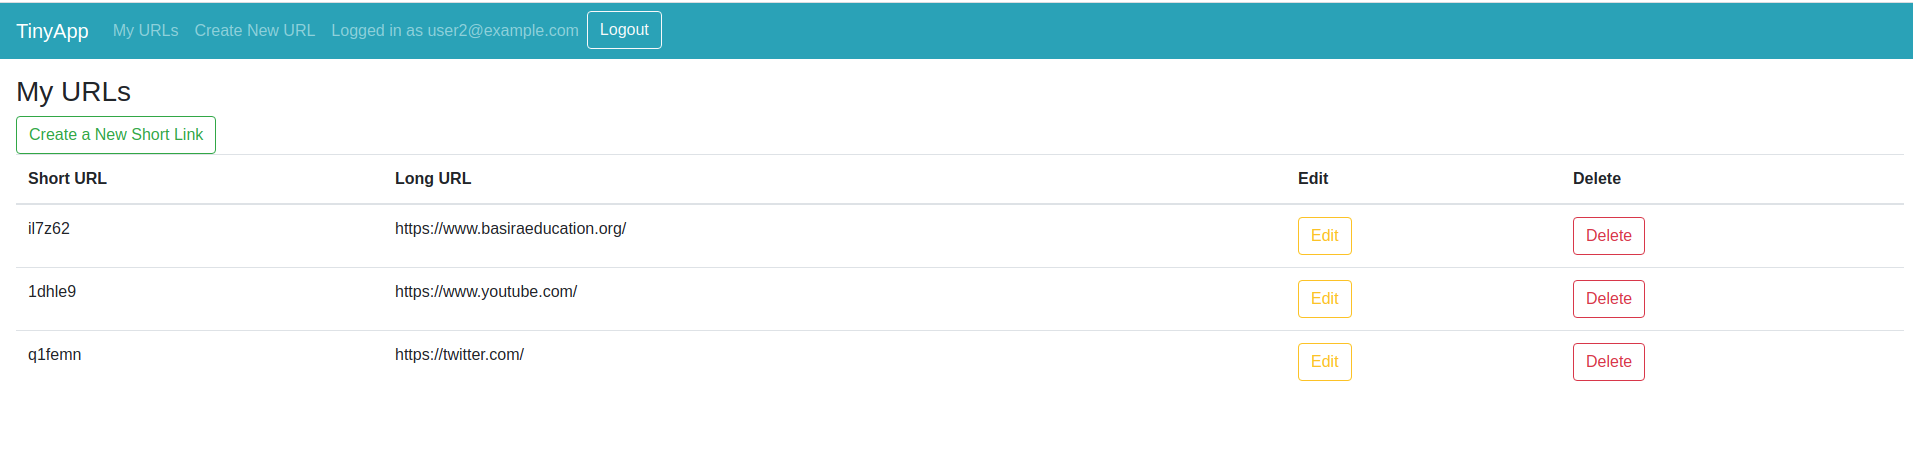 TinyApp My URLs Create New URL Logged in as user2@example.com Logout
My URLs
Create a New Short Link
Short URL Long URL Edit Delete
il7z62 https://www.basiraeducation.org/ Edit Delete
1dhle9 https://www.youtube.com/ Edit Delete
q1femn https://twitter.com/ Edit Delete